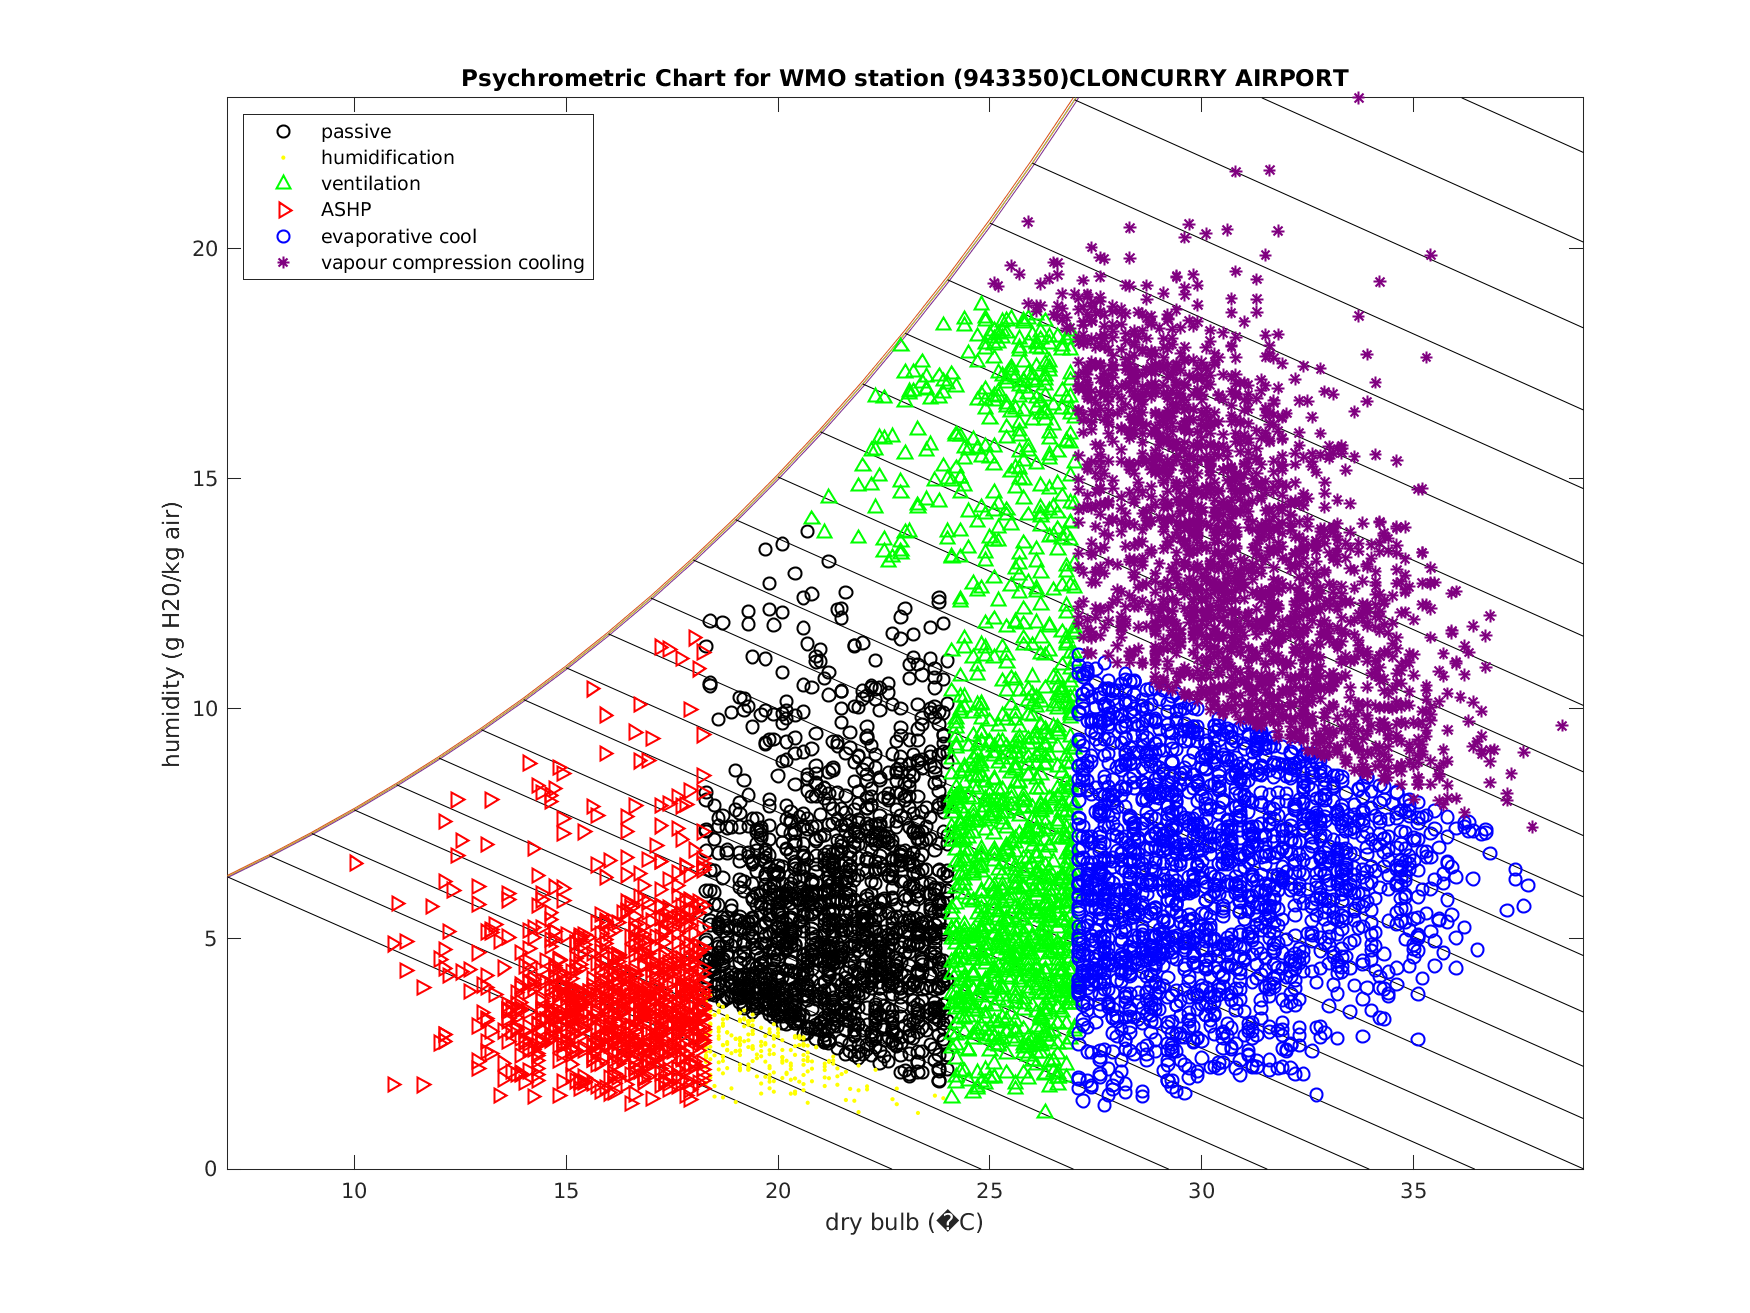 Psychrometric Chart for WMO station (943350)CLONCURRY AIRPORT
passive
humidification
ventilation
ASHP
evaporative cool
vapour compression cooling
humidity (g H20/kg air)
20
15
10
5
0
10 15 20 25 30 35
dry bulb (�C)